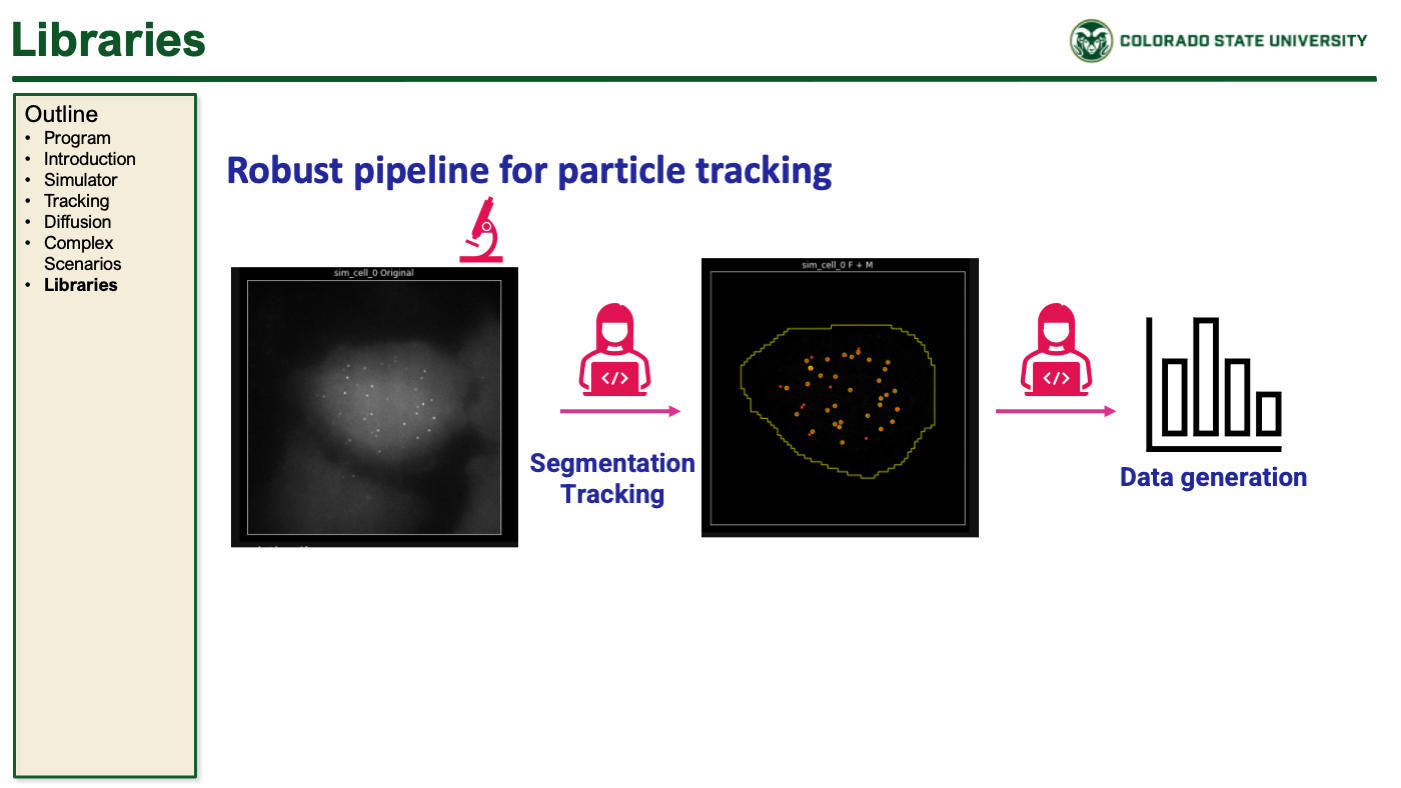 Libraries
COLORADO STATE UNIVERSITY
Outline
• Program
• Introduction
• Simulator
• Tracking
• Diffusion
• Complex
Scenarios
• Libraries
Robust pipeline for particle tracking
sim_cell_0 Original
sim_cell_0 F + M
</>
</>
Segmentation
Tracking
Data generation